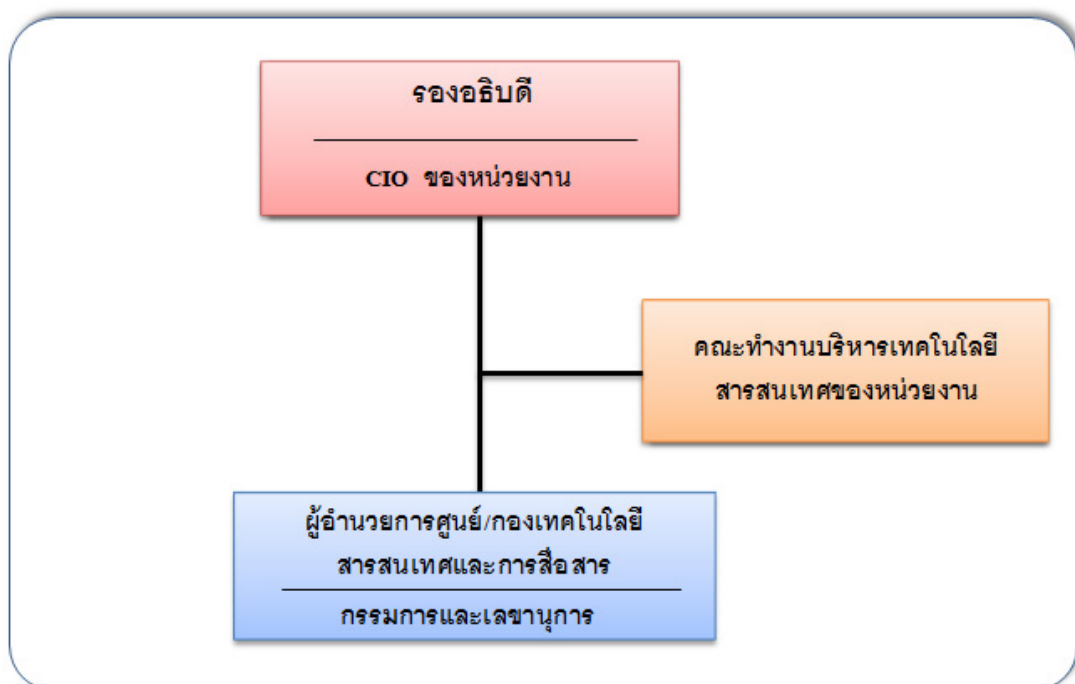 รองอธิบดี
CIO ของหน่วยงาน
คณะทำงานบริหารเทคโนโลยี
สารสนเทศของหน่วยงาน
ผู้อำนวยการศูนย์/กองเทคโนโลยี
สารสนเทศและการสื่อสาร
กรรมการและเลขานุการ